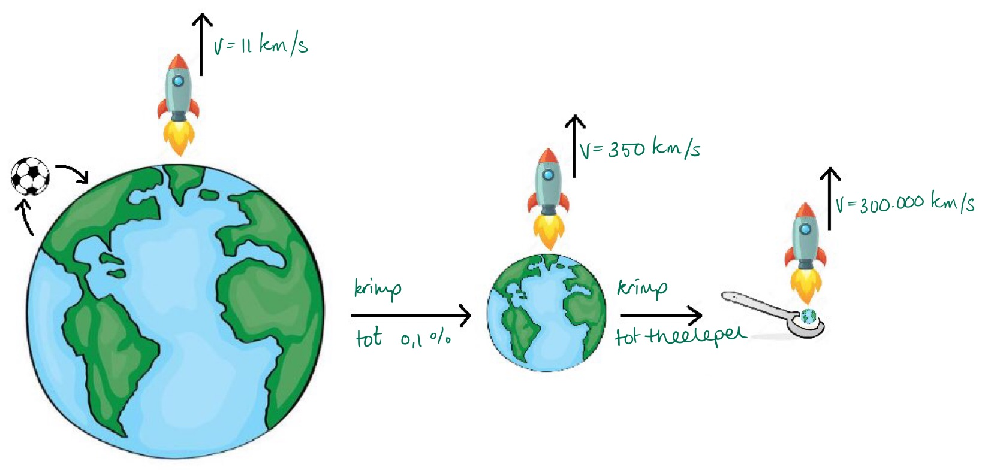 v = 11 km/s
v = 350 km/s
v = 300.000 km/s
krimp
tot 0,1 %
krimp
tot theelepel